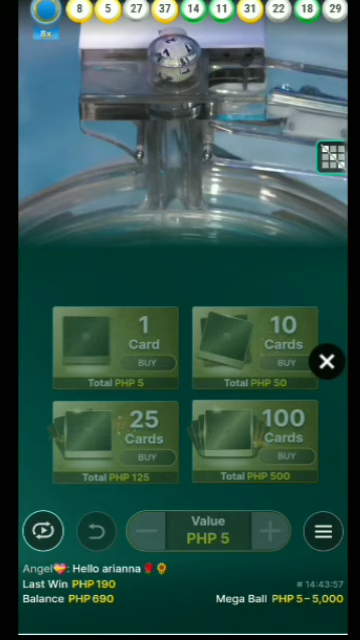 8 5 27 37 14 11 31 2 18 29
8x
1 Card
BUY
Total PHP 5
10 Cards
BUY
Total PHP 50
25 Cards
BUY
Total PHP 125
100 Cards
BUY
Total PHP 500
Value
PHP 5
Angel💝: Hello arianna🌹🌻
Last Win PHP 190
# 14:43:57
Balance PHP 690
Mega Ball PHP 5–5,000